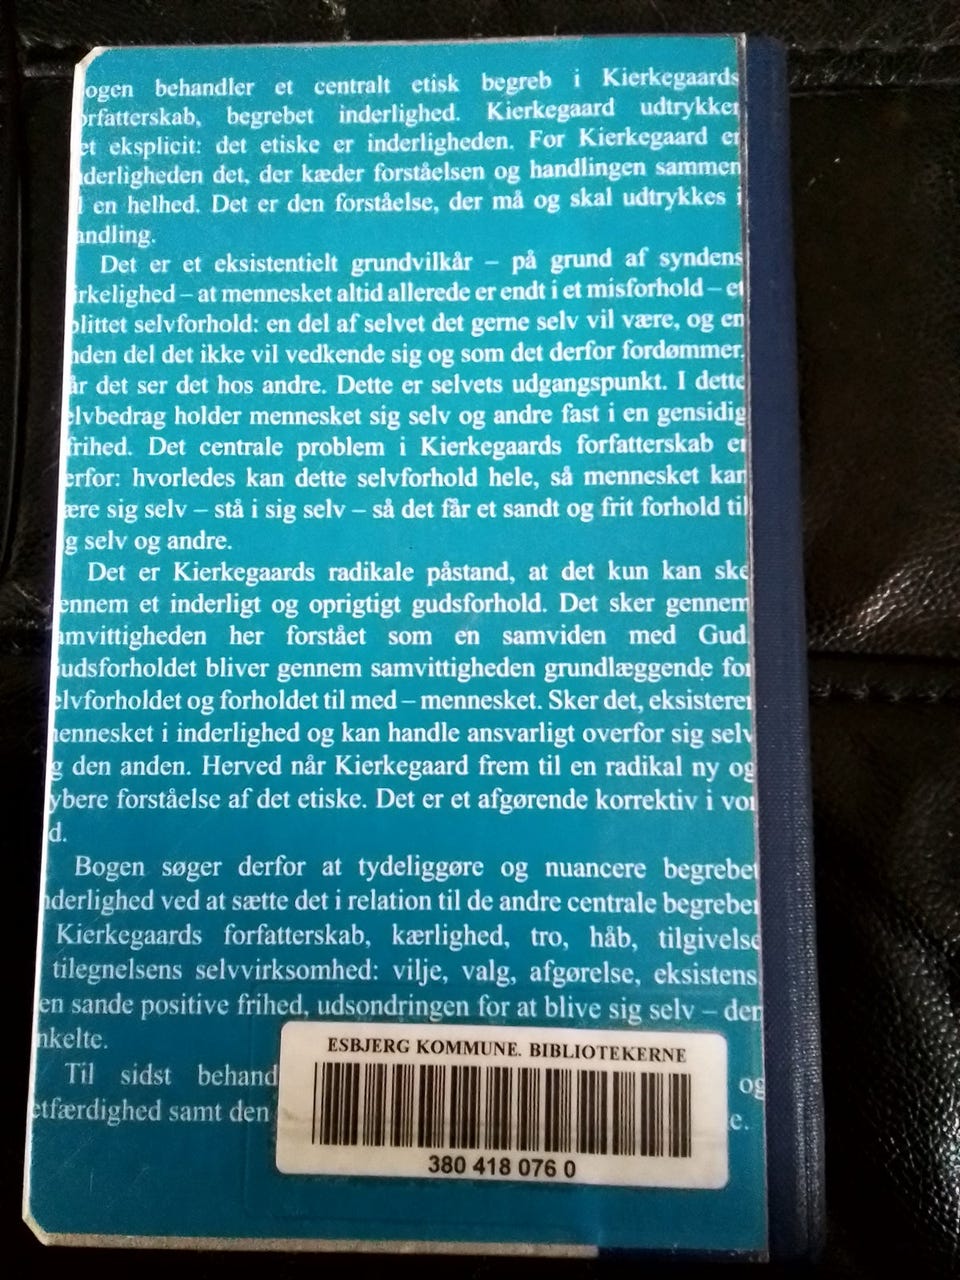 ogen behandler et centralt etisk begreb i Kierkegaards
orfatterskab, begrebet inderlighed. Kierkegaard udtrykker
et eksplicit: det etiske er inderligheden. For Kierkegaard er
derligheden det, der kæder forståelsen og handlingen sammen
l en helhed. Det er den forståelse, der må og skal udtrykkes i
andling.
Det er et eksistentielt grundvilkår – på grund af syndens
irkelighed – at mennesket altid allerede er endt i et misforhold – et
plittet selvforhold: en del af selvet det gerne selv vil være, og en
nden del det ikke vil vedkende sig og som det derfor fordømmer,
år det ser det hos andre. Dette er selvets udgangspunkt. I dette
elvbedrag holder mennesket sig selv og andre fast i en gensidig
frihed. Det centrale problem i Kierkegaards forfatterskab er
erfor: hvorledes kan dette selvforhold hele, så mennesket kan
ære sig selv – stå i sig selv – så det får et sandt og frit forhold til
g selv og andre.
Det er Kierkegaards radikale påstand, at det kun kan ske
ennem et inderligt og oprigtigt gudsforhold. Det sker gennem
amvittigheden her forstået som en samviden med Gud.
udsforholdet bliver gennem samvittigheden grundlæggende for
elvforholdet og forholdet til med – mennesket. Sker det, eksisterer
ennesket i inderlighed og kan handle ansvarligt overfor sig selv
g den anden. Herved når Kierkegaard frem til en radikal ny og
ybere forståelse af det etiske. Det er et afgørende korrektiv i vor
d.
Bogen søger derfor at tydeliggøre og nuancere begrebet
nderlighed ved at sætte det i relation til de andre centrale begreber
Kierkegaards forfatterskab, kærlighed, tro, håb, tilgivelse
tilegnelsens selvvirksomhed: vilje, valg, afgørelse, eksistens,
en sande positive frihed, udsondringen for at blive sig selv – den
nkelte.
Til sidst behand og
etfærdighed samt den e.
ESBJERG KOMMUNE. BIBLIOTEKERNE
380 418 076 0